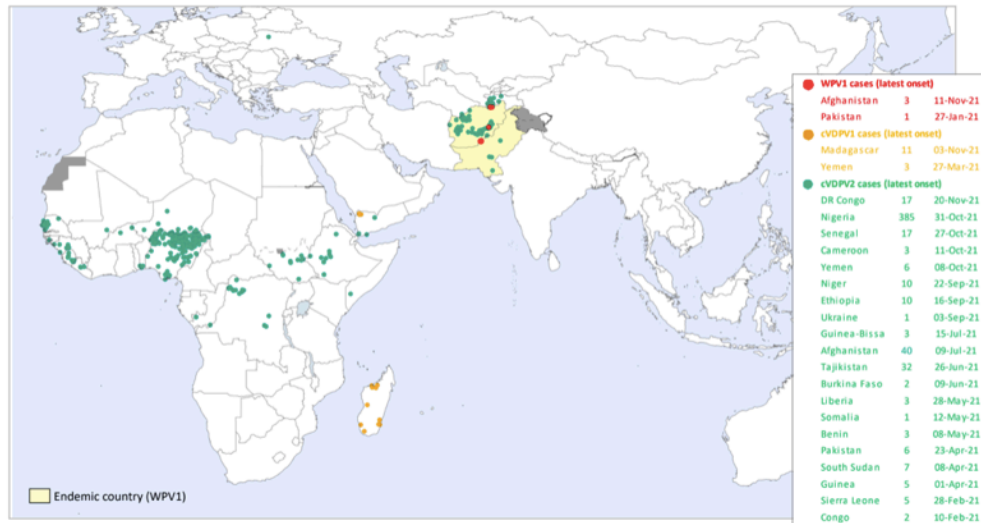 WPV1 cases (latest onset)
Afghanistan 3 11-Nov-21
Pakistan 1 27-Jan-21
cVDPV1 cases (latest onset)
Madagascar 11 03-Nov-21
Yemen 3 27-Mar-21
cVDPV2 cases (latest onset)
DR Congo 17 20-Nov-21
Nigeria 385 31-Oct-21
Senegal 17 27-Oct-21
Cameroon 3 11-Oct-21
Yemen 6 08-Oct-21
Niger 10 22-Sep-21
Ethiopia 10 16-Sep-21
Ukraine 1 03-Sep-21
Guinea-Bissa 3 15-Jul-21
Afghanistan 40 09-Jul-21
Tajikistan 32 26-Jun-21
Burkina Faso 2 09-Jun-21
Liberia 3 28-May-21
Somalia 1 12-May-21
Benin 3 08-May-21
Pakistan 6 23-Apr-21
South Sudan 7 08-Apr-21
Guinea 5 01-Apr-21
Sierra Leone 5 28-Feb-21
Congo 2 10-Feb-21
Endemic country (WPV1)